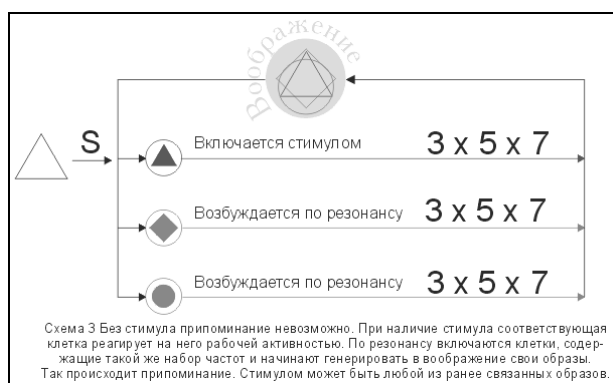 Воображение
S
Включается стимулом 3 x 5 x 7
Возбуждается по резонансу 3 x 5 x 7
Возбуждается по резонансу 3 x 5 x 7
Схема 3 Без стимула припоминание невозможно. При наличие стимула соответствующая
клетка реагирует на него рабочей активностью. По резонансу включаются клетки, содер-
жащие такой же набор частот и начинают генерировать в воображение свои образы.
Так происходит припоминание. Стимулом может быть любой из ранее связанных образов.